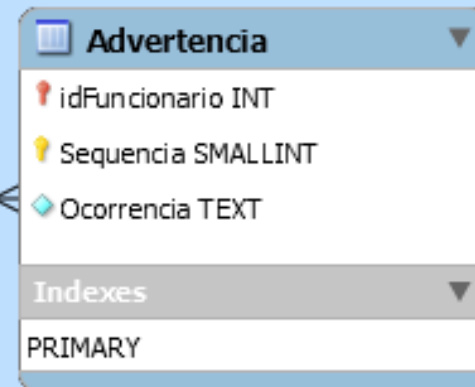 Advertencia
idFuncionario INT
Sequencia SMALLINT
Ocorrencia TEXT
Indexes
PRIMARY